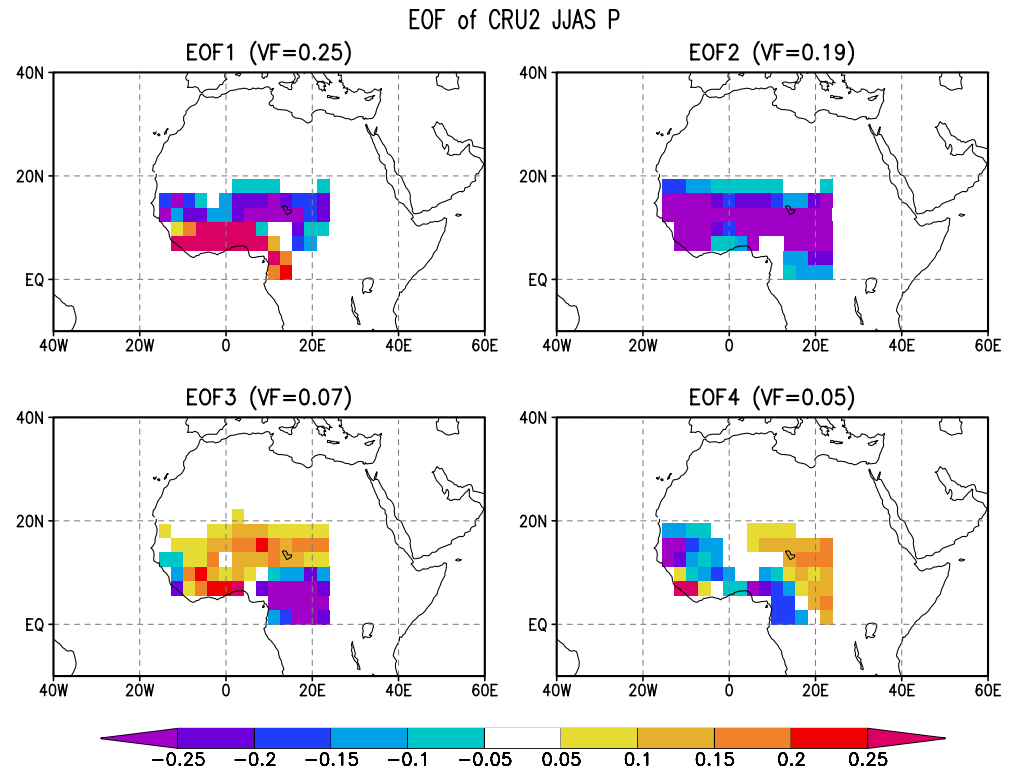 EOF of CRU2 JJAS P
EOF1 (VF=0.25)
EOF2 (VF=0.19)
40N
20N
EQ
40W 20W 0 20E 40E 60E
40N
20N
EQ
40W 20W 0 20E 40E 60E
EOF3 (VF=0.07)
EOF4 (VF=0.05)
40N
20N
EQ
40W 20W 0 20E 40E 60E
40N
20N
EQ
40W 20W 0 20E 40E 60E
−0.25 −0.2 −0.15 −0.1 −0.05 0.05 0.1 0.15 0.2 0.25